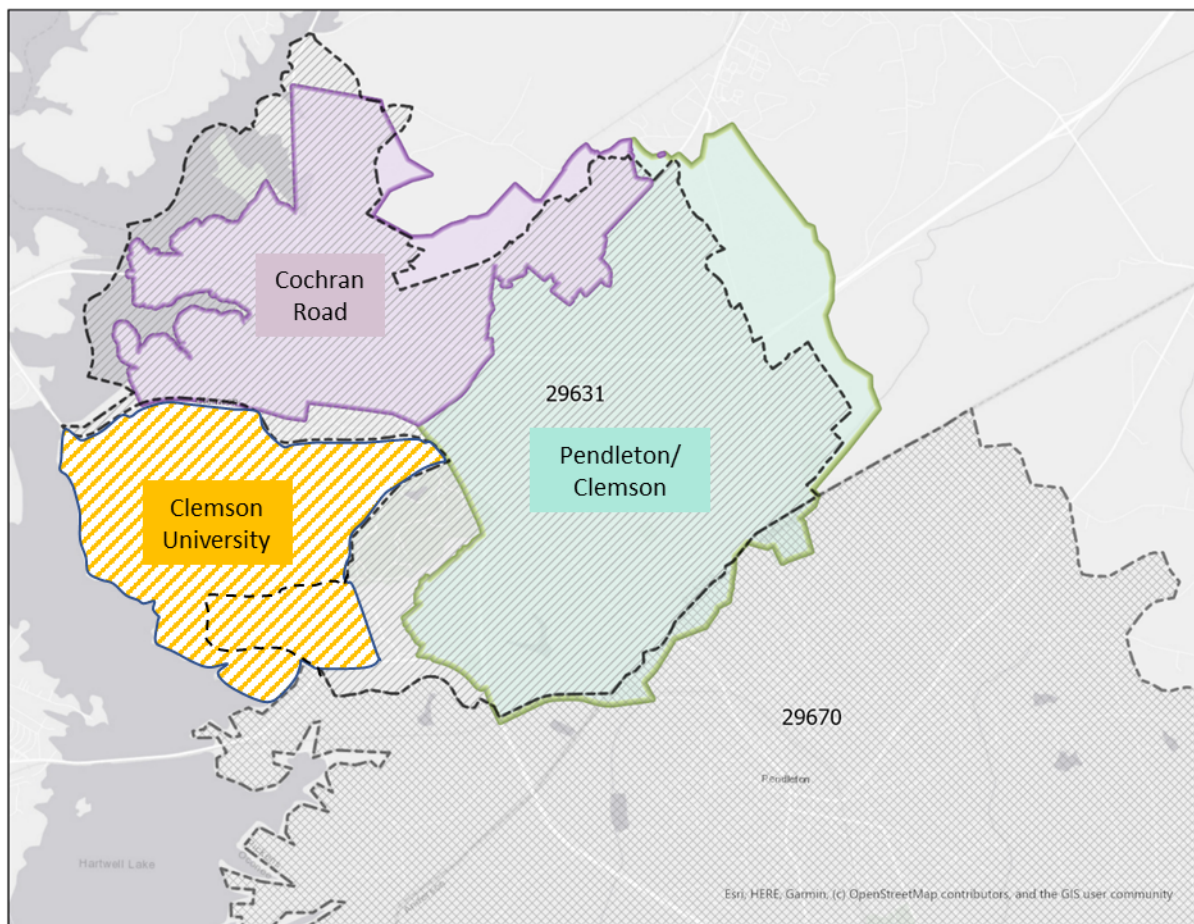 Cochran
Road
29631
Pendleton/
Clemson
Clemson
University
29670
Pendleton
Hartwell Lake
Anderson
Esri, HERE, Garmin, (c) OpenStreetMap contributors, and the GIS user community